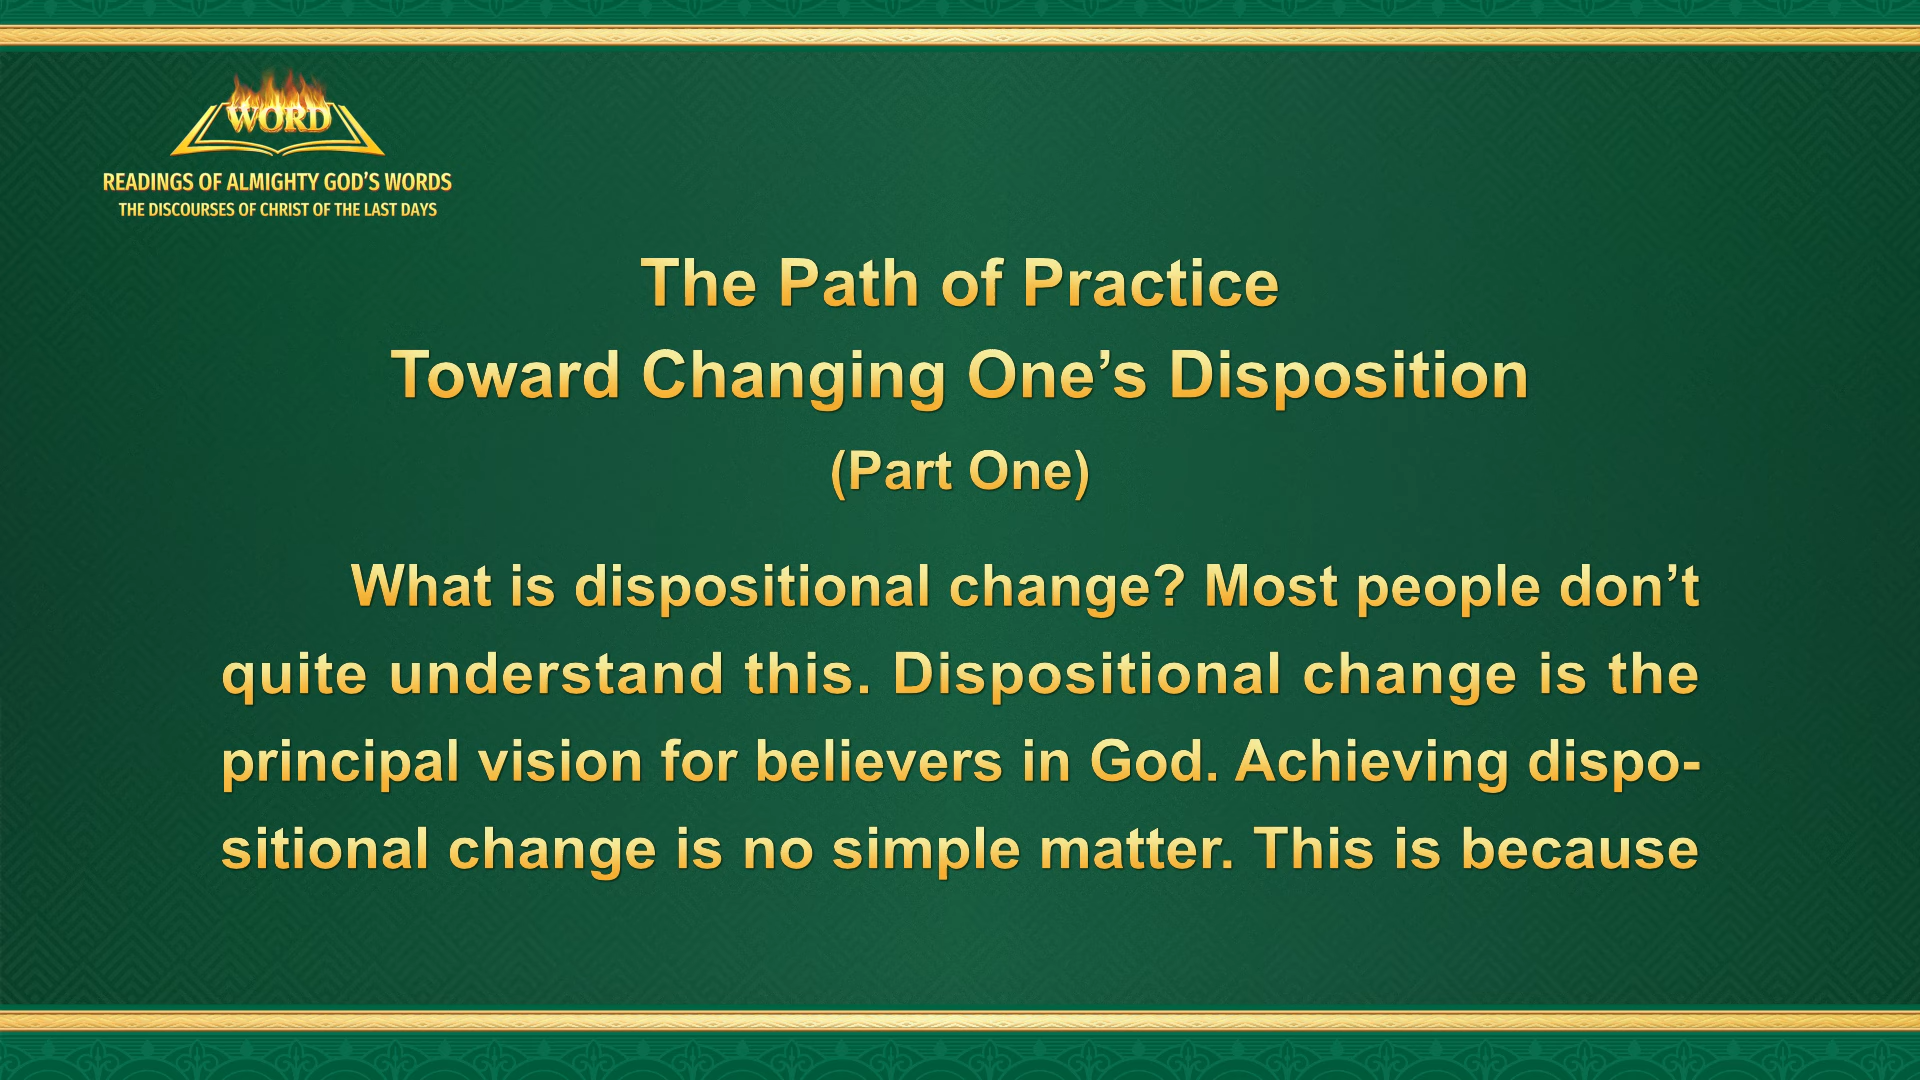 WORD
READINGS OF ALMIGHTY GOD’S WORDS
THE DISCOURSES OF CHRIST OF THE LAST DAYS
The Path of Practice
Toward Changing One’s Disposition
(Part One)
What is dispositional change? Most people don’t
quite understand this. Dispositional change is the
principal vision for believers in God. Achieving dispo-
sitional change is no simple matter. This is because